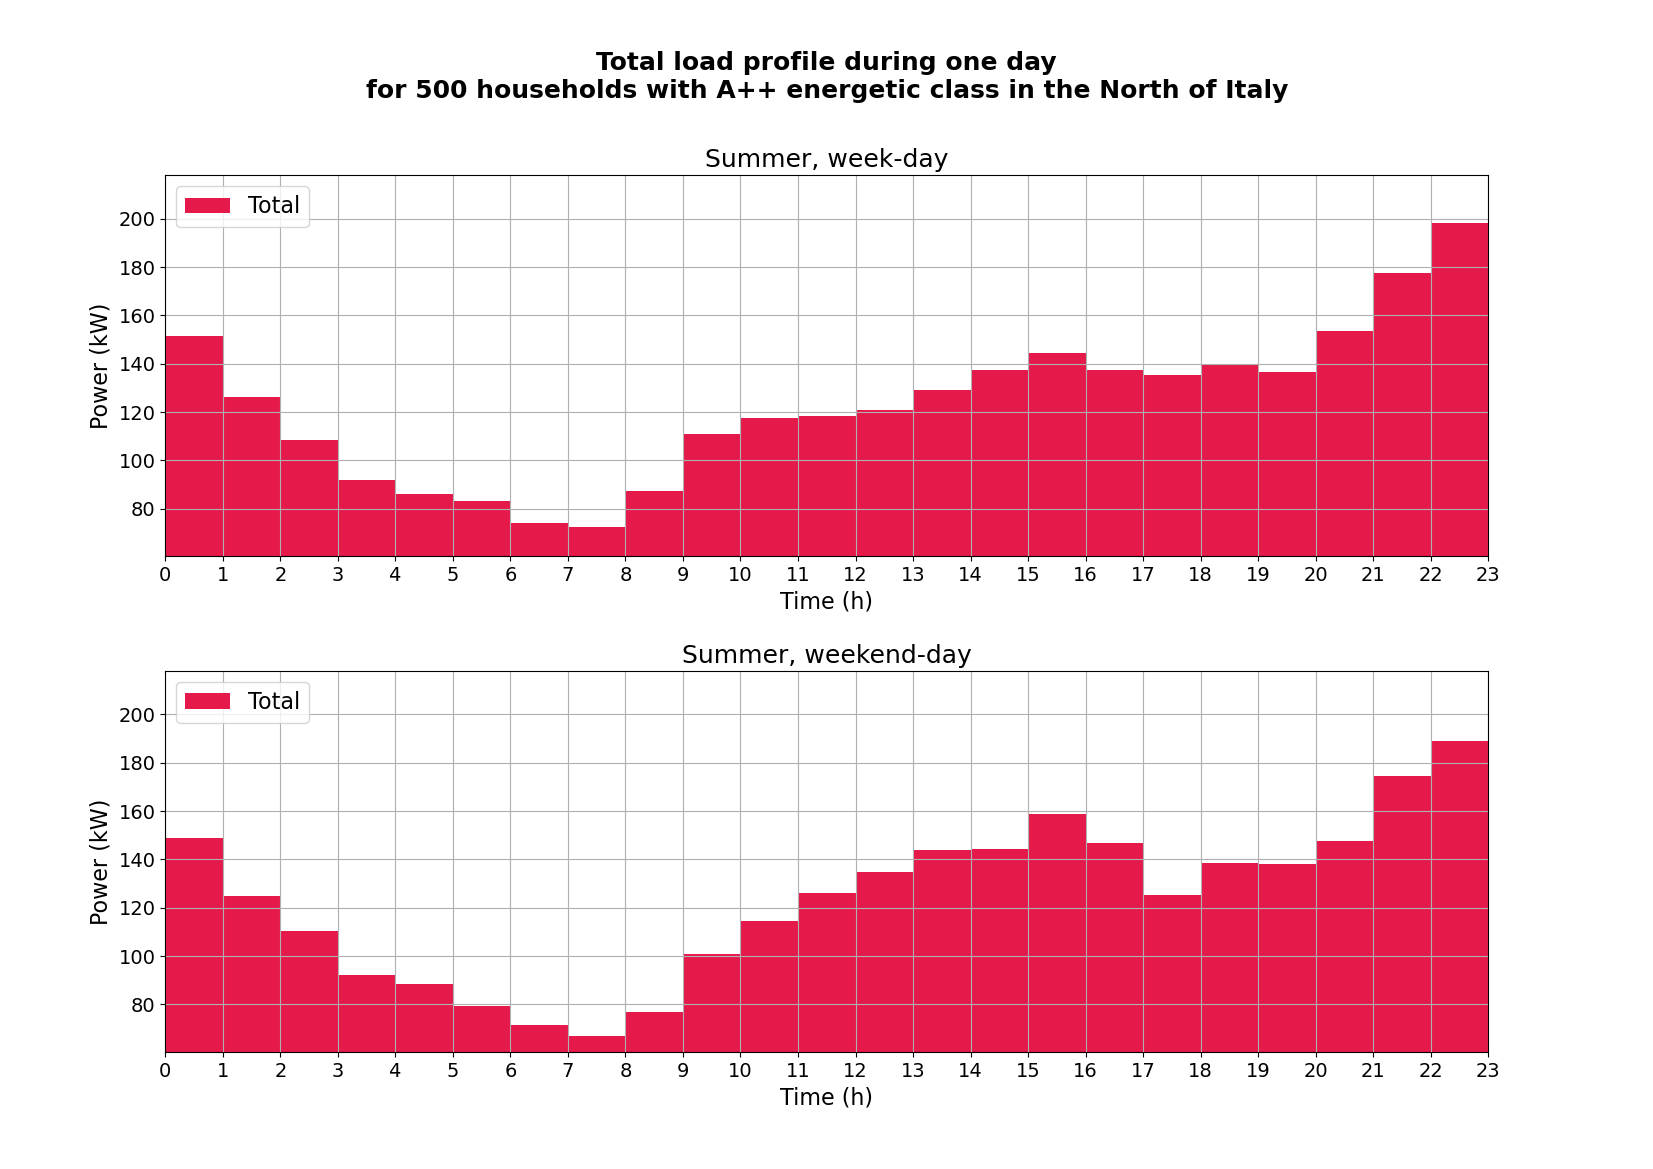 Total load profile during one day
for 500 households with A++ energetic class in the North of Italy
Summer, week-day
Total
Power (kW)
200
180
160
140
120
100
80
0 1 2 3 4 5 6 7 8 9 10 11 12 13 14 15 16 17 18 19 20 21 22 23
Time (h)
Summer, weekend-day
Total
Power (kW)
200
180
160
140
120
100
80
0 1 2 3 4 5 6 7 8 9 10 11 12 13 14 15 16 17 18 19 20 21 22 23
Time (h)